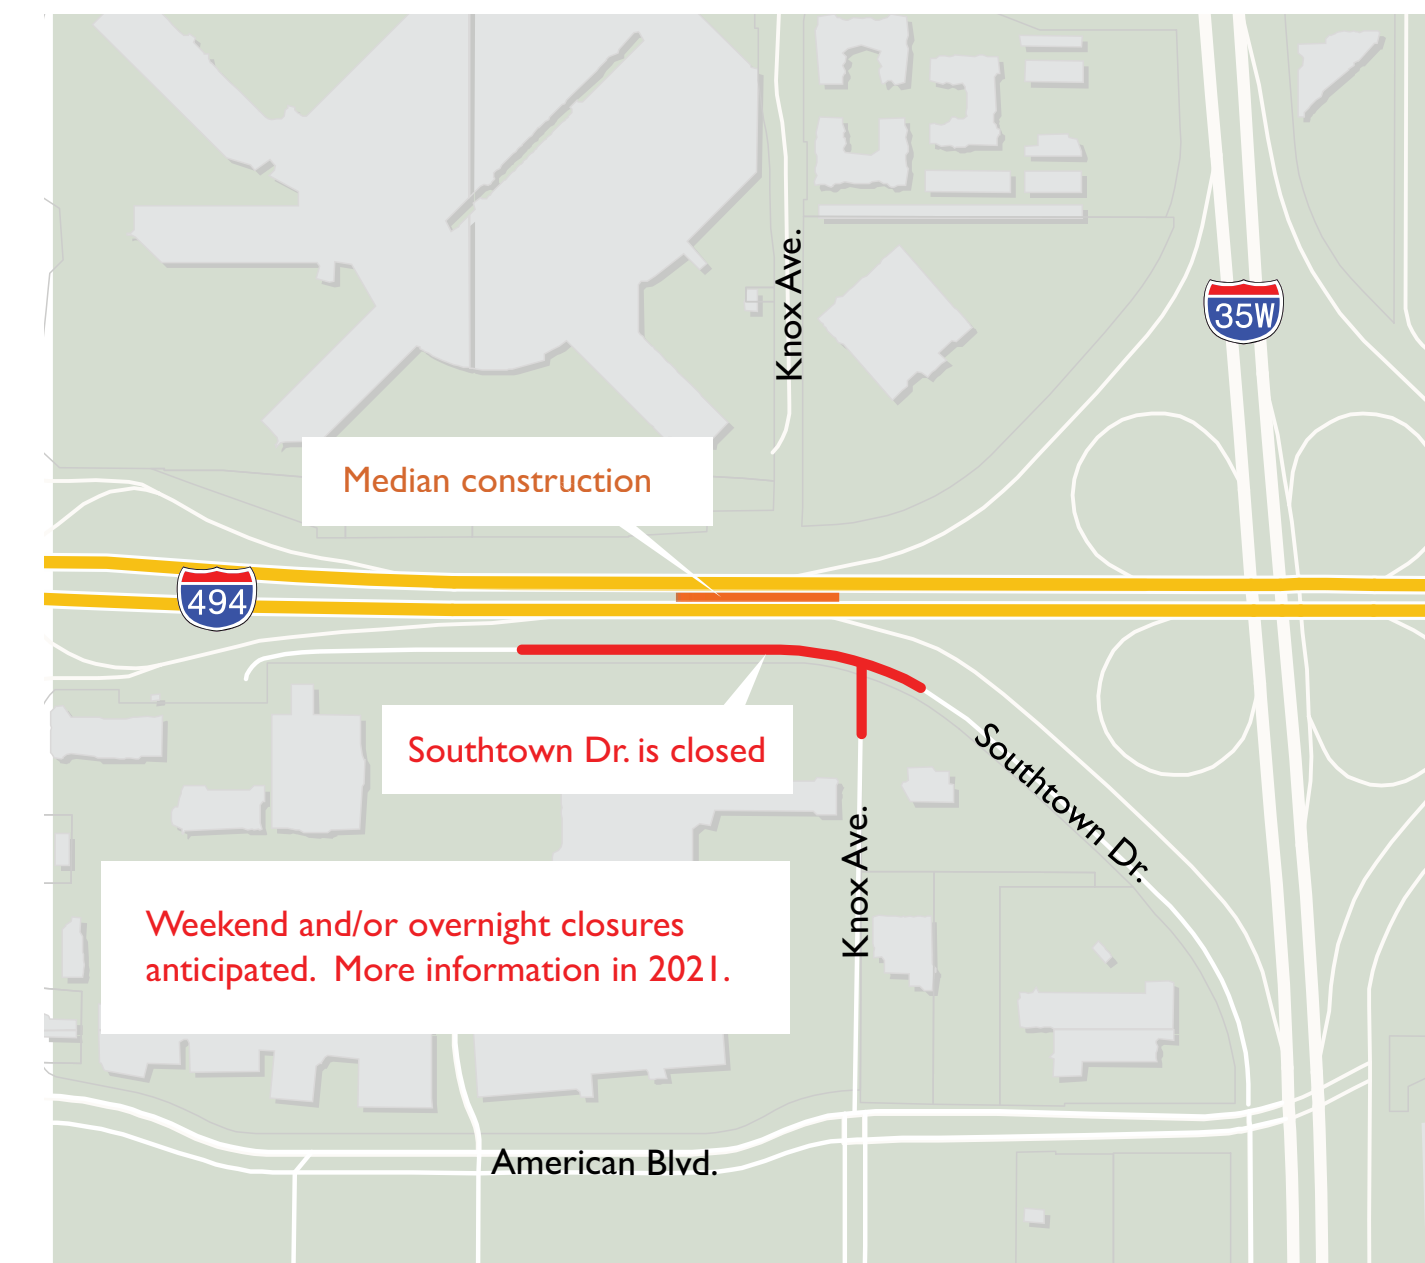 Knox Ave.
35W
Median construction
494
Southtown Dr. is closed
Southtown Dr.
Knox Ave.
Weekend and/or overnight closures
anticipated.  More information in 2021.
American Blvd.